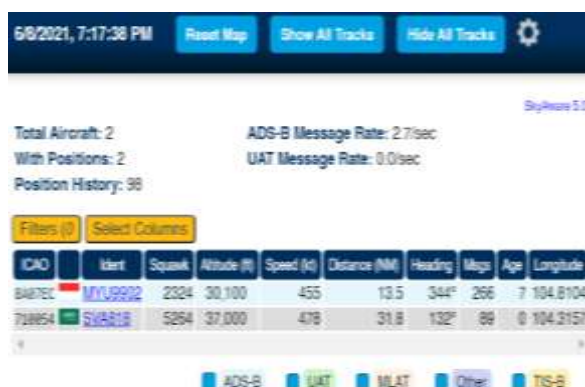 6/8/2021, 7:17:38 PM Reset Map Show All Tracks Hide All Tracks
SkyAware 5.0
Total Aircraft: 2 ADS-B Message Rate: 2.7/sec
With Positions: 2 UAT Message Rate: 0.0/sec
Position History: 98
Filters (0 Select Columns
ICAO Ident Squawk Altitude (ft) Speed (kt) Distance (NM) Heading Msgs Age Longitude
MYU9902 2324 30,100 455 13.5 344° 266 7 104.8104
SVA818 5264 37,000 478 31.8 132° 89 0 104.3157
ADS-B UAT MLAT Other TIS-B